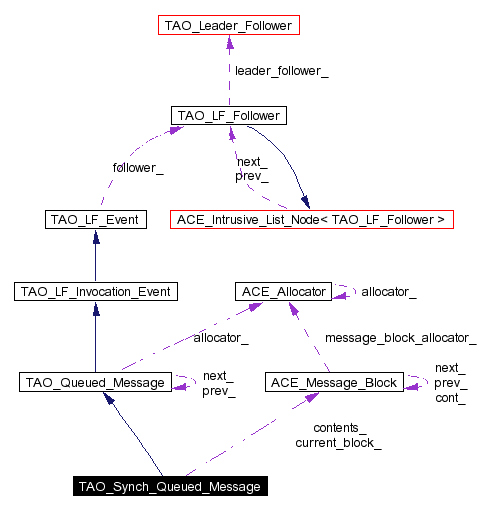 TAO_Leader_Follower
leader_follower_
TAO_LF_Follower
follower_
next_
prev_
TAO_LF_Event
ACE_Intrusive_List_Node< TAO_LF_Follower >
TAO_LF_Invocation_Event
ACE_Allocator
allocator_
allocator_
message_block_allocator_
TAO_Queued_Message
next_
prev_
ACE_Message_Block
next_
prev_
cont_
contents_
current_block_
TAO_Synch_Queued_Message